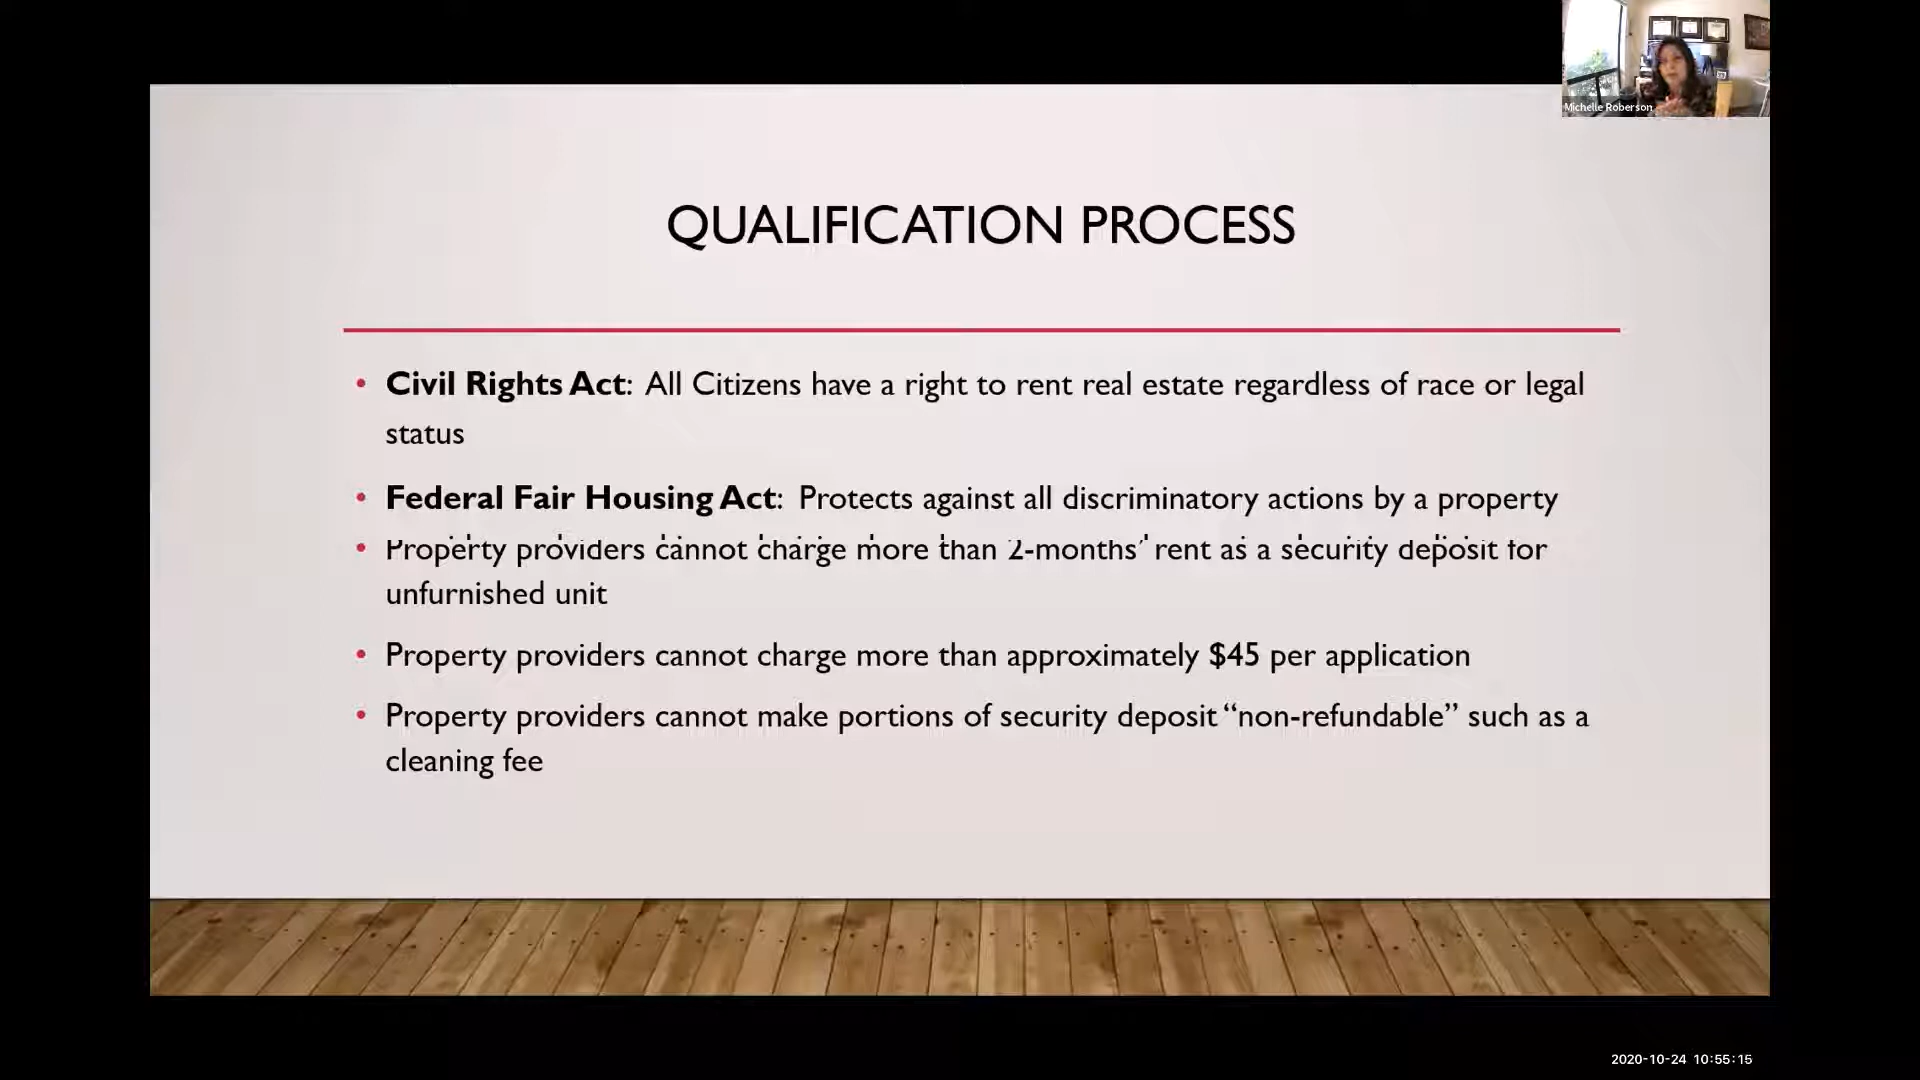 Michelle Roberson
QUALIFICATION PROCESS
• Civil Rights Act: All Citizens have a right to rent real estate regardless of race or legal
status
• Federal Fair Housing Act: Protects against all discriminatory actions by a property
• Property providers cannot charge more than 2-months' rent as a security deposit for
unfurnished unit
• Property providers cannot charge more than approximately $45 per application
• Property providers cannot make portions of security deposit “non-refundable” such as a
cleaning fee
2020-10-24 10:55:15